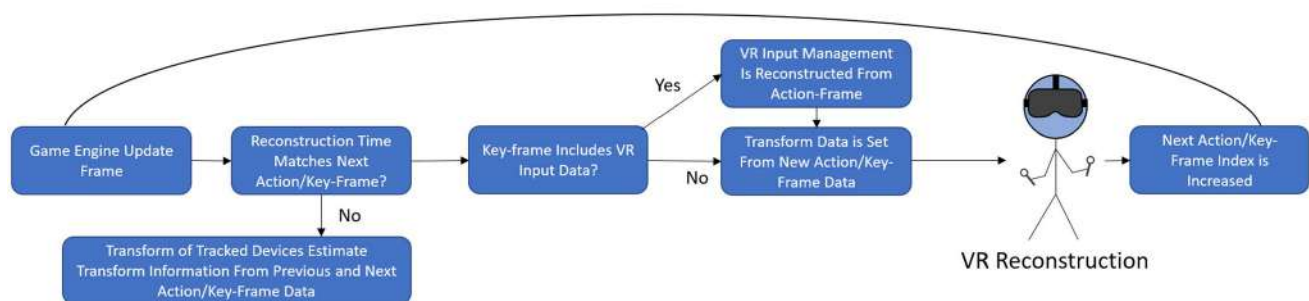 VR Input Management
Is Reconstructed From
Action-Frame
Yes
Game Engine Update
Frame
Reconstruction Time
Matches Next
Action/Key-Frame?
Key-frame Includes VR
Input Data?
No
Transform Data is Set
From New Action/Key-
Frame Data
Next Action/Key-
Frame Index is
Increased
No
Transform of Tracked Devices Estimate
Transform Information From Previous and Next
Action/Key-Frame Data
VR Reconstruction